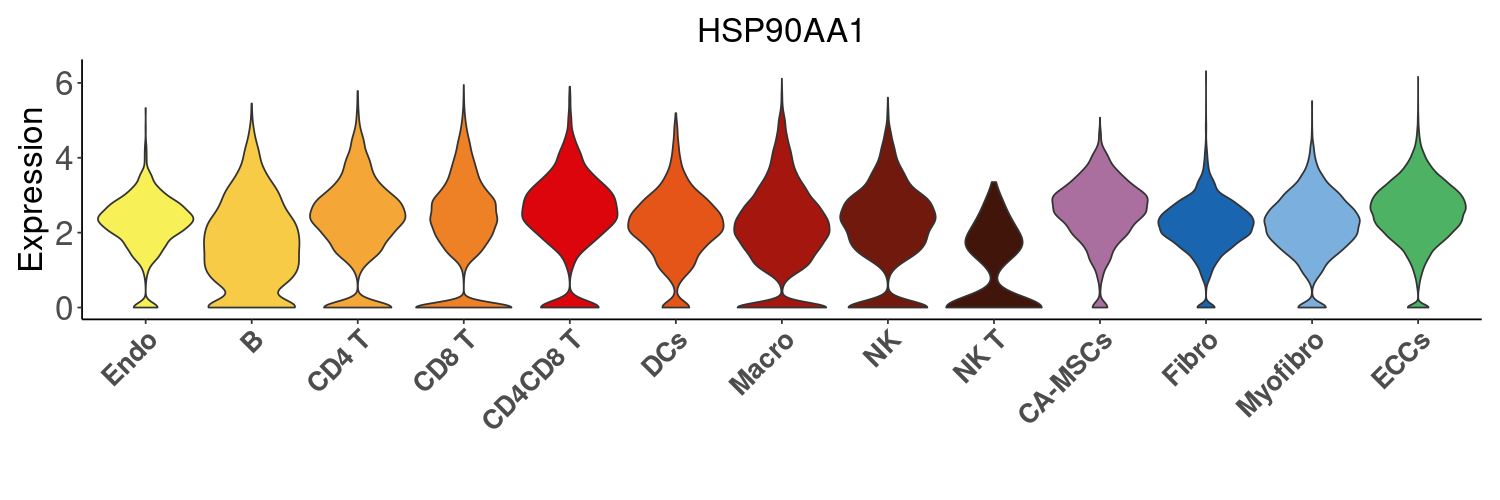 HSP90AA1
Expression
6
4
2
0
Endo
B
CD4 T
CD8 T
CD4CD8 T
DCs
Macro
NK
NK T
CA-MSCs
Fibro
Myofibro
ECCs